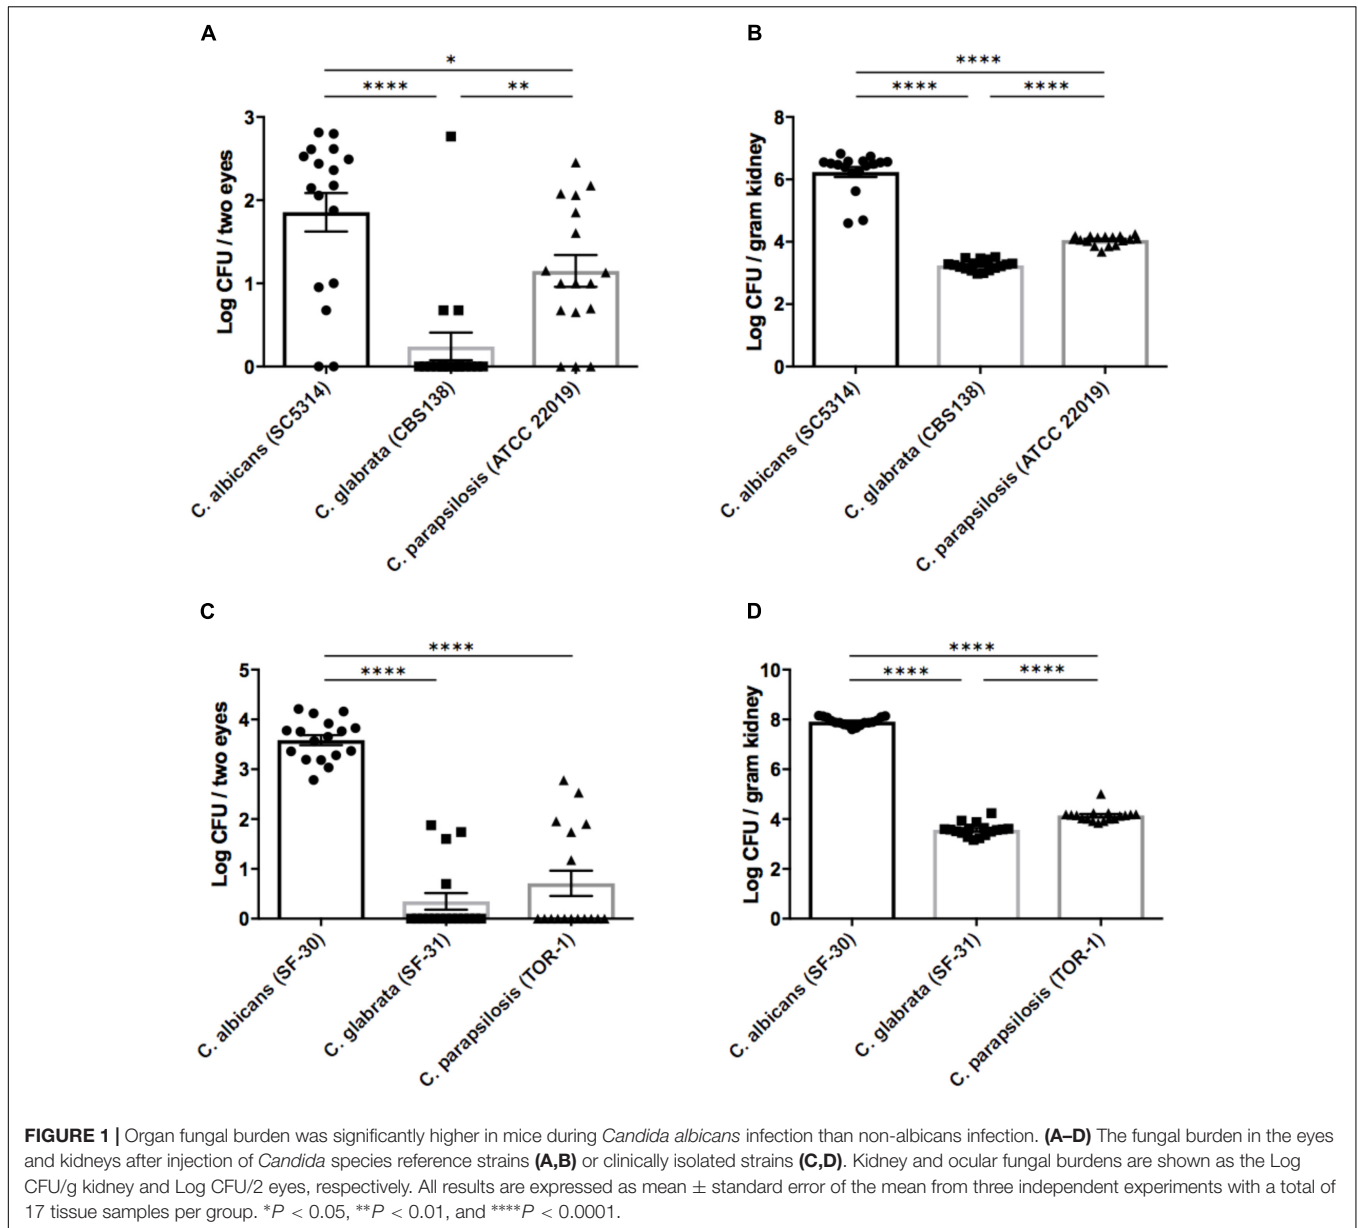 A
*
**** **
3
2
1
0
Log CFU / two eyes
C. albicans (SC5314)
C. glabrata (CBS138)
C. parapsilosis (ATCC 22019)
B
****
**** ****
8
6
4
2
0
Log CFU / gram kidney
C. albicans (SC5314)
C. glabrata (CBS138)
C. parapsilosis (ATCC 22019)
C
****
****
5
4
3
2
1
0
Log CFU / two eyes
C. albicans (SF-30)
C. glabrata (SF-31)
C. parapsilosis (TOR-1)
D
****
**** ****
10
8
6
4
2
0
Log CFU / gram kidney
C. albicans (SF-30)
C. glabrata (SF-31)
C. parapsilosis (TOR-1)
FIGURE 1 | Organ fungal burden was significantly higher in mice during Candida albicans infection than non-albicans infection. (A–D) The fungal burden in the eyes
and kidneys after injection of Candida species reference strains (A,B) or clinically isolated strains (C,D). Kidney and ocular fungal burdens are shown as the Log
CFU/g kidney and Log CFU/2 eyes, respectively. All results are expressed as mean ± standard error of the mean from three independent experiments with a total of
17 tissue samples per group. *P < 0.05, **P < 0.01, and ****P < 0.0001.